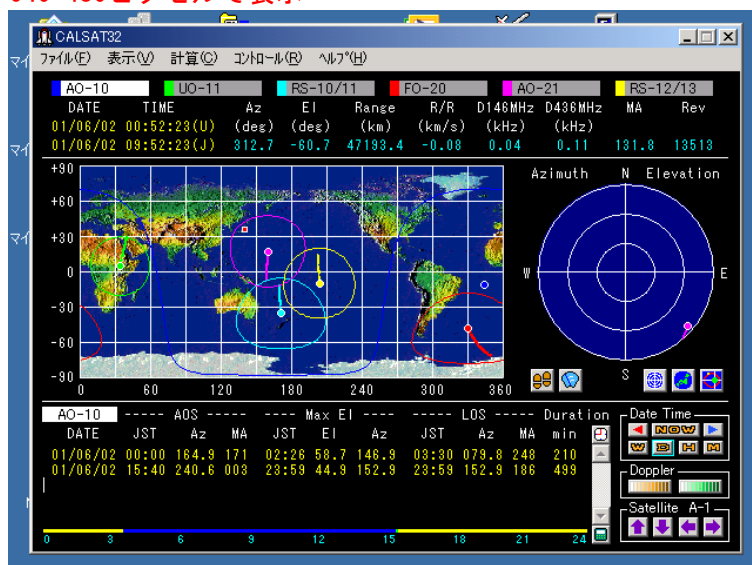 CALSAT32
ファイル(F) 表示(V) 計算(C) コントロール(R) ヘルプ(H)
AO-10 UO-11 RS-10/11 FO-20 AO-21 RS-12/13
DATE TIME Az El Range R/R D146MHz D436MHz MA Rev
01/06/02 00:52:23(U) (deg) (deg) (km) (km/s) (kHz) (kHz)
01/06/02 09:52:23(J) 312.7 -60.7 47193.4 -0.08 0.04 0.11 131.8 13513
+90
+60
+30
0
-30
-60
-90
0 60 120 180 240 300 360
Azimuth N Elevation
W E
S
AO-10 ----- AOS ----- ---- Max El ---- ----- LOS ----- Duration
DATE JST Az MA JST El Az JST Az MA min
01/06/02 00:00 164.9 171 02:26 58.7 146.9 03:30 079.8 248 210
01/06/02 15:40 240.6 003 23:59 44.9 152.9 23:59 152.9 186 499
0 3 6 9 12 15 18 21 24
Date Time
NOW
W D H M
Doppler
Satellite A-1